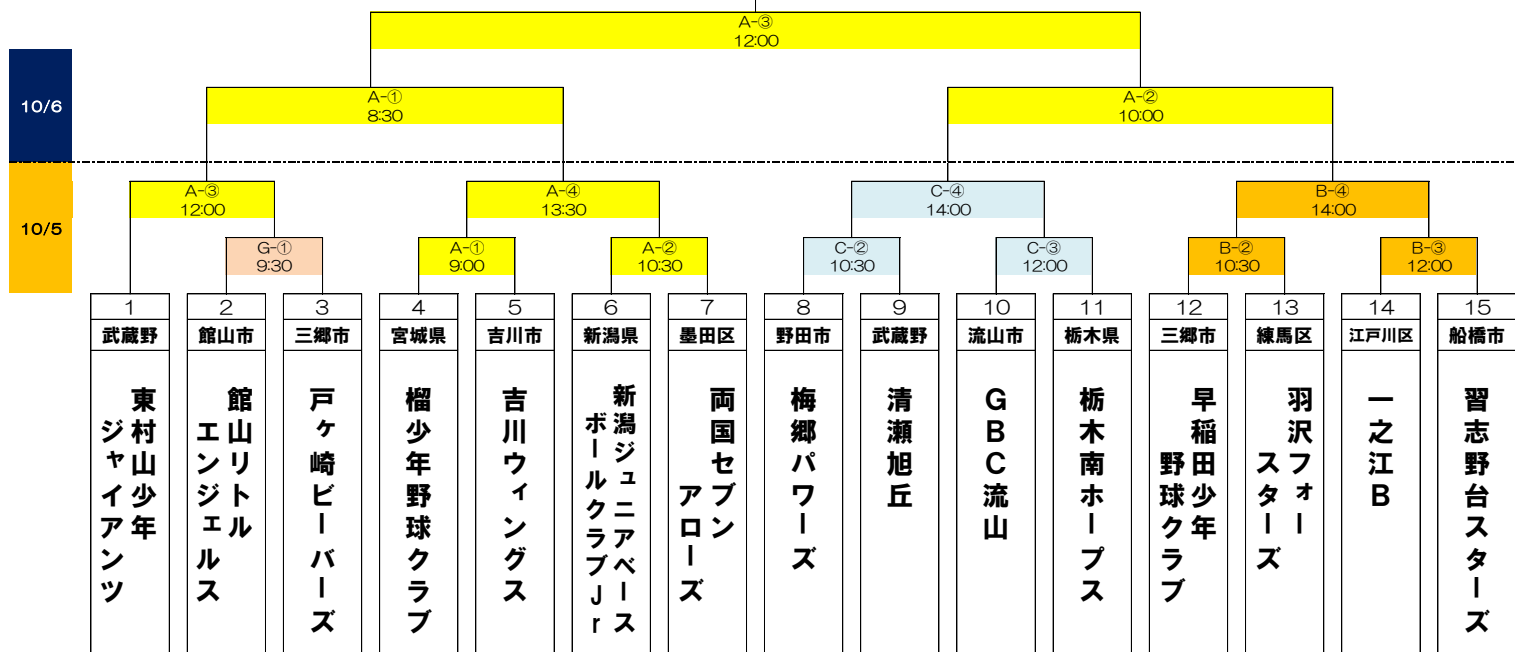 A-③
12:00
10/6
A-①
8:30
A-②
10:00
10/5
A-③
12:00
A-④
13:30
C-④
14:00
B-④
14:00
G-①
9:30
A-①
9:00
A-②
10:30
C-②
10:30
C-③
12:00
B-②
10:30
B-③
12:00
1
2
3
4
5
6
7
8
9
10
11
12
13
14
15
武蔵野
館山市
三郷市
宮城県
吉川市
新潟県
墨田区
野田市
武蔵野
流山市
栃木県
三郷市
練馬区
江戸川区
船橋市
東村山少年
ジャイアンツ
館山リトル
エンジェルス
戸ヶ崎ビーバーズ
榴少年野球クラブ
吉川ウィングス
新潟ジュニアベース
ボールクラブJr
両国セブン
アローズ
梅郷パワーズ
清瀬旭丘
GBC流山
栃木南ホープス
早稲田少年
野球クラブ
羽沢フォー
スターズ
一之江B
習志野台スターズ